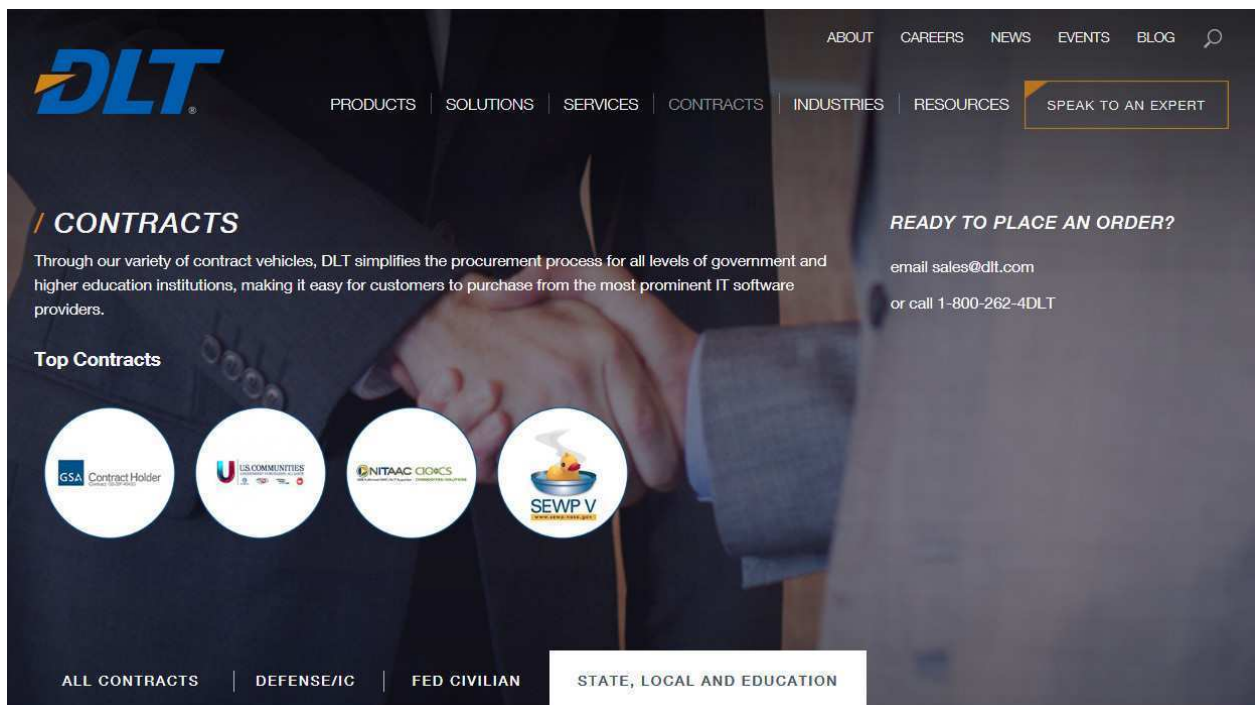 ABOUT CAREERS NEWS EVENTS BLOG
DLT®
PRODUCTS SOLUTIONS SERVICES CONTRACTS INDUSTRIES RESOURCES SPEAK TO AN EXPERT
/ CONTRACTS
Through our variety of contract vehicles, DLT simplifies the procurement process for all levels of government and
higher education institutions, making it easy for customers to purchase from the most prominent IT software
providers.
READY TO PLACE AN ORDER?
email sales@dlt.com
or call 1-800-262-4DLT
Top Contracts
GSA Contract Holder
U.S. COMMUNITIES
NITAAC CIO-CS
SEWP V
www.sewp.nasa.gov
ALL CONTRACTS DEFENSE/IC FED CIVILIAN STATE, LOCAL AND EDUCATION